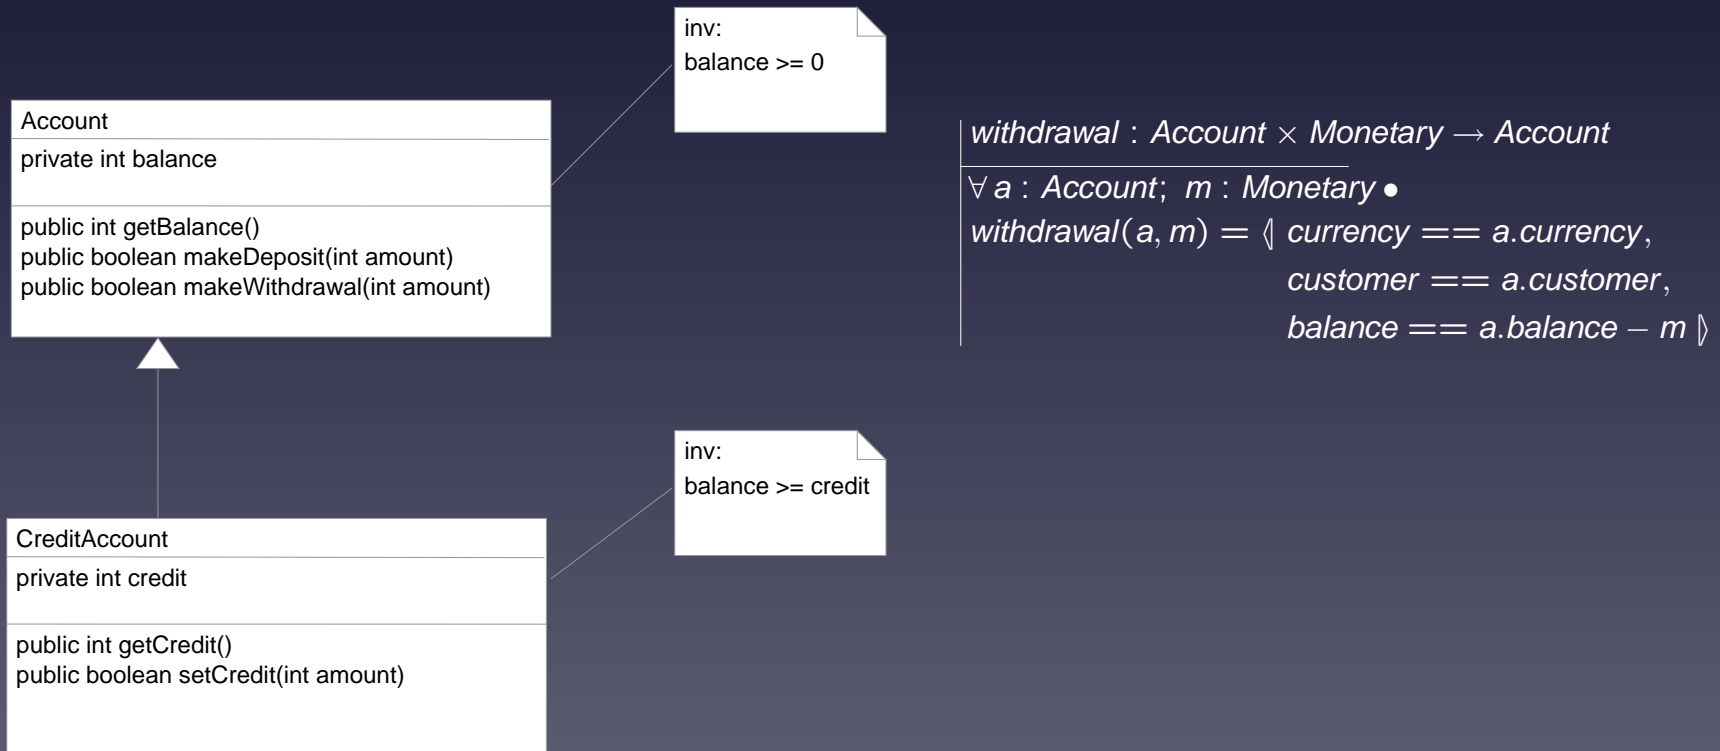 inv:
balance >= 0
Account
private int balance
public int getBalance()
public boolean makeDeposit(int amount)
public boolean makeWithdrawal(int amount)
withdrawal : Account × Monetary → Account
∀ a : Account; m : Monetary •
withdrawal(a, m) = ⦉ currency == a.currency,
customer == a.customer,
balance == a.balance − m ⦊
inv:
balance >= credit
CreditAccount
private int credit
public int getCredit()
public boolean setCredit(int amount)